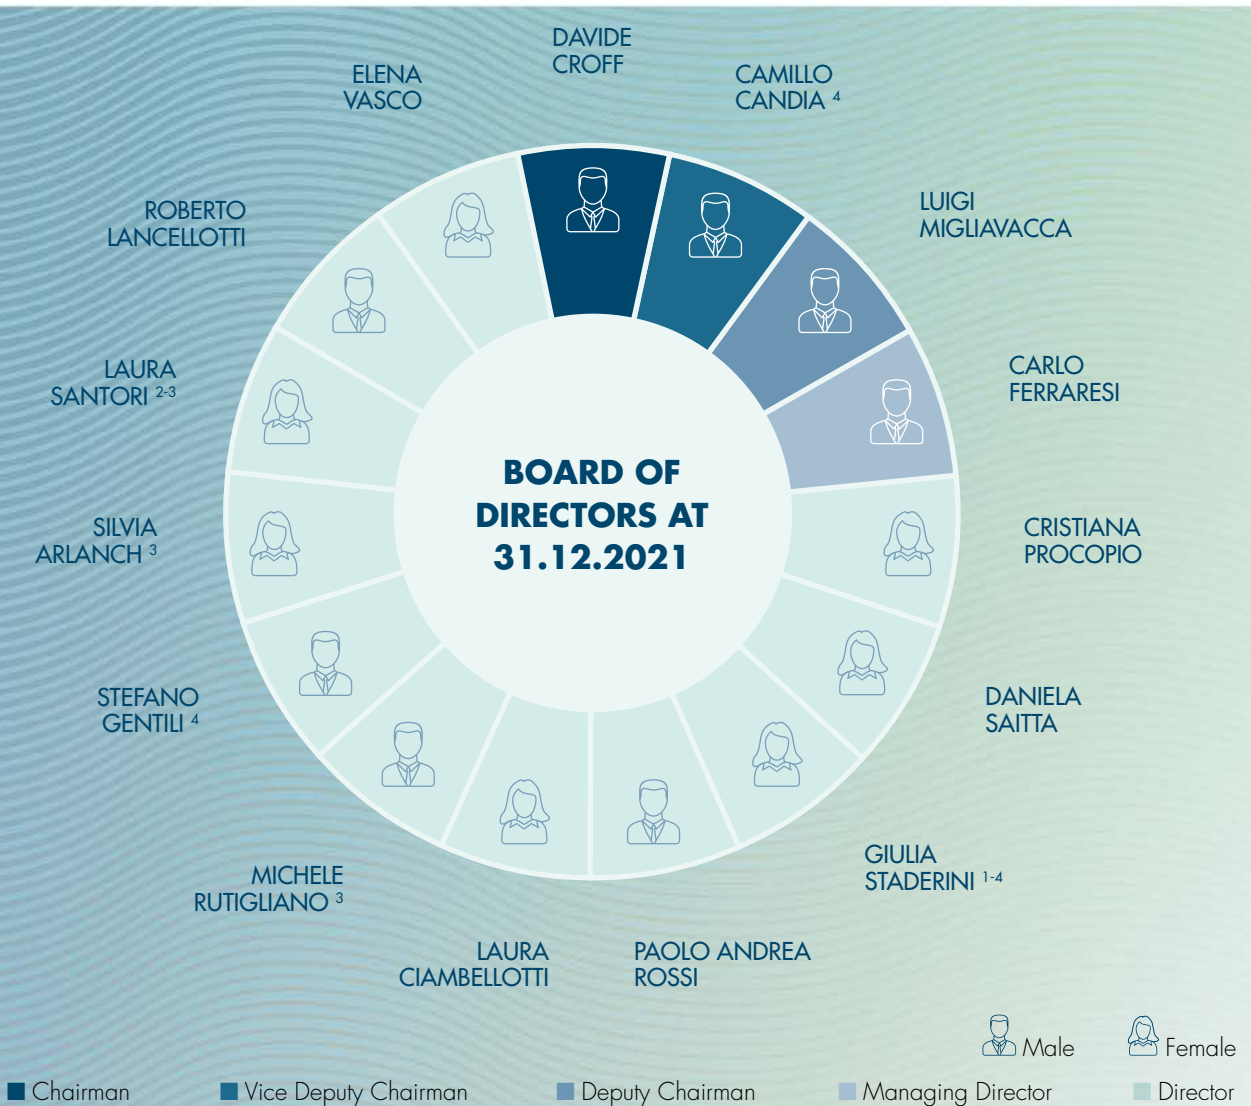 DAVIDE
CROFF
ELENA
VASCO
CAMILLO
CANDIA 4
ROBERTO
LANCELLOTTI
LUIGI
MIGLIAVACCA
LAURA
SANTORI 2-3
CARLO
FERRARESI
BOARD OF
DIRECTORS AT
31.12.2021
SILVIA
ARLANCH 3
CRISTIANA
PROCOPIO
STEFANO
GENTILI 4
DANIELA
SAITTA
MICHELE
RUTIGLIANO 3
GIULIA
STADERINI 1-4
LAURA
CIAMBELLOTTI
PAOLO ANDREA
ROSSI
Male
Female
Chairman
Vice Deputy Chairman
Deputy Chairman
Managing Director
Director